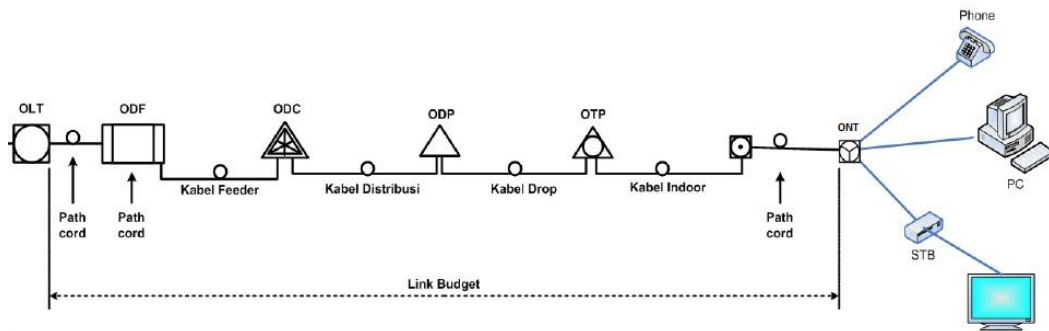 Phone
OLT
ODF
ODC
ODP
OTP
ONT
PC
Kabel Feeder
Kabel Distribusi
Kabel Drop
Kabel Indoor
Path
cord
Path
cord
Path
cord
STB
Link Budget